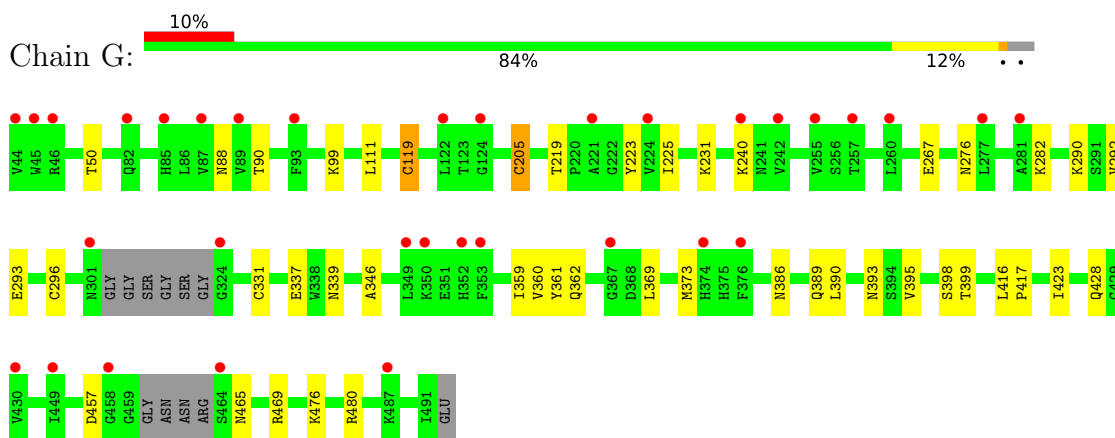 10%
Chain G:
84% 12% • •
V44 W45 R46 T50 Q82 H85 L86 V87 N88 V89 T90 F93 K99 L111 C119 L122 T123 G124 C205 T219 P220 A221 G222 Y223 V224 I225 K231 K240 N241 V242 V255 S256 T257 L260 E267 N276 L277 A281 K282 K290 S291 V292
E293 C296 N301 GLY GLY SER GLY SER GLY G324 C331 E337 W338 N339 A346 L349 K350 E351 H352 F353 I359 V360 Y361 Q362 G367 D368 L369 M373 H374 H375 F376 N386 Q389 L390 N393 S394 V395 S398 T399 L416 P417 I423 Q428 G429
V430 I449 D457 G458 G459 GLY ASN ASN ARG S464 N465 R469 K476 R480 K487 I491 GLU